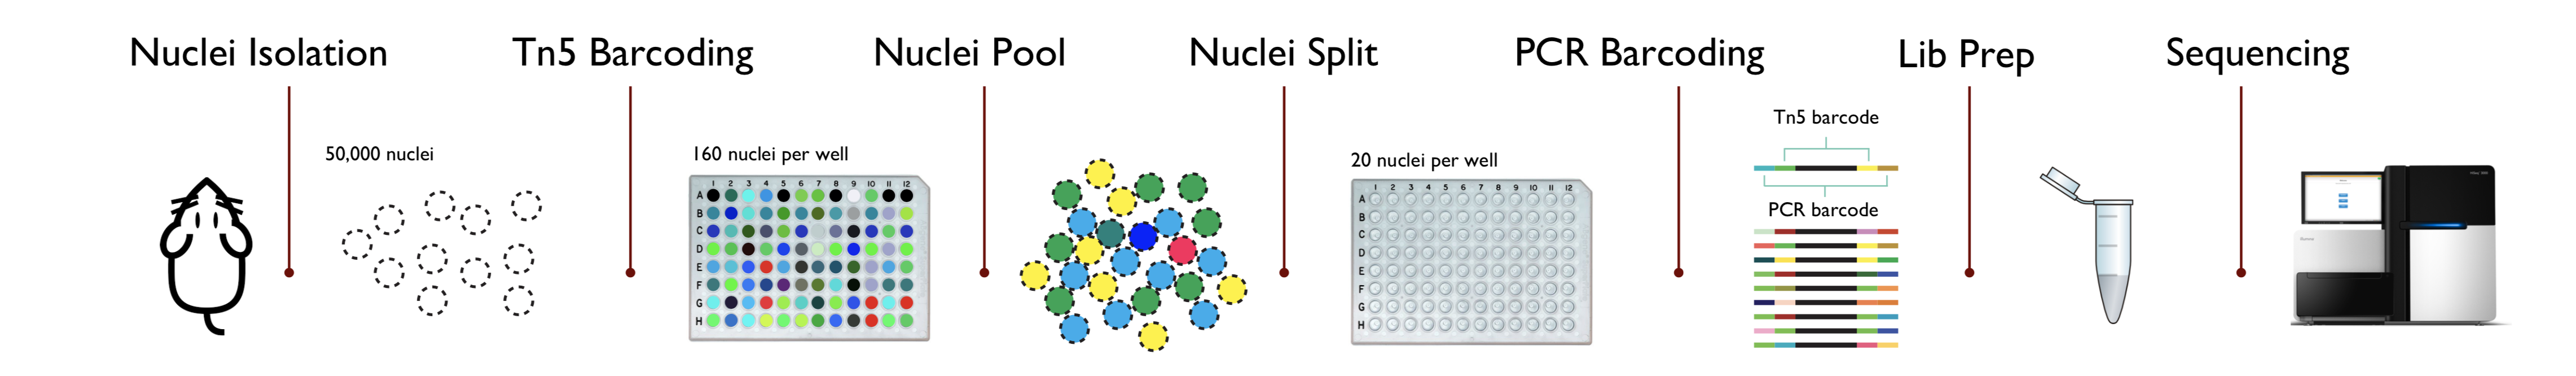 Nuclei Isolation
Tn5 Barcoding
Nuclei Pool
Nuclei Split
PCR Barcoding
Lib Prep
Sequencing
50,000 nuclei
160 nuclei per well
1 2 3 4 5 6 7 8 9 10 11 12
A
B
C
D
E
F
G
H
20 nuclei per well
1 2 3 4 5 6 7 8 9 10 11 12
A
B
C
D
E
F
G
H
Tn5 barcode
PCR barcode